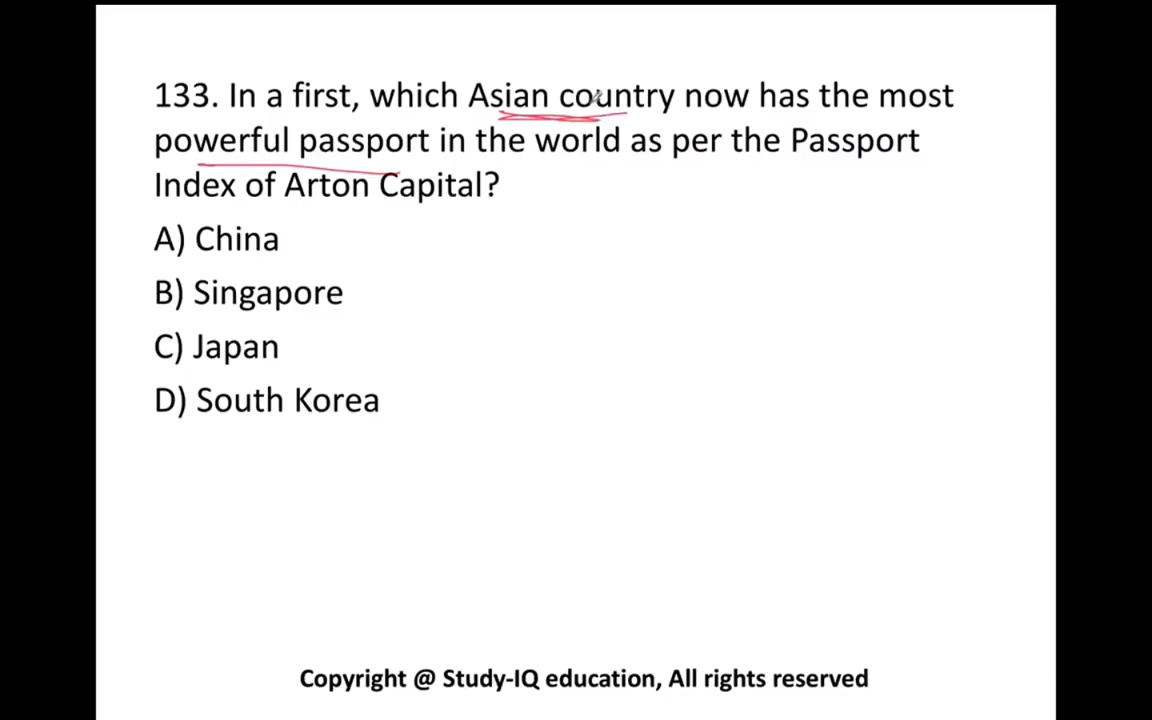 133. In a first, which Asian country now has the most
powerful passport in the world as per the Passport
Index of Arton Capital?
A) China
B) Singapore
C) Japan
D) South Korea
Copyright @ Study-IQ education, All rights reserved